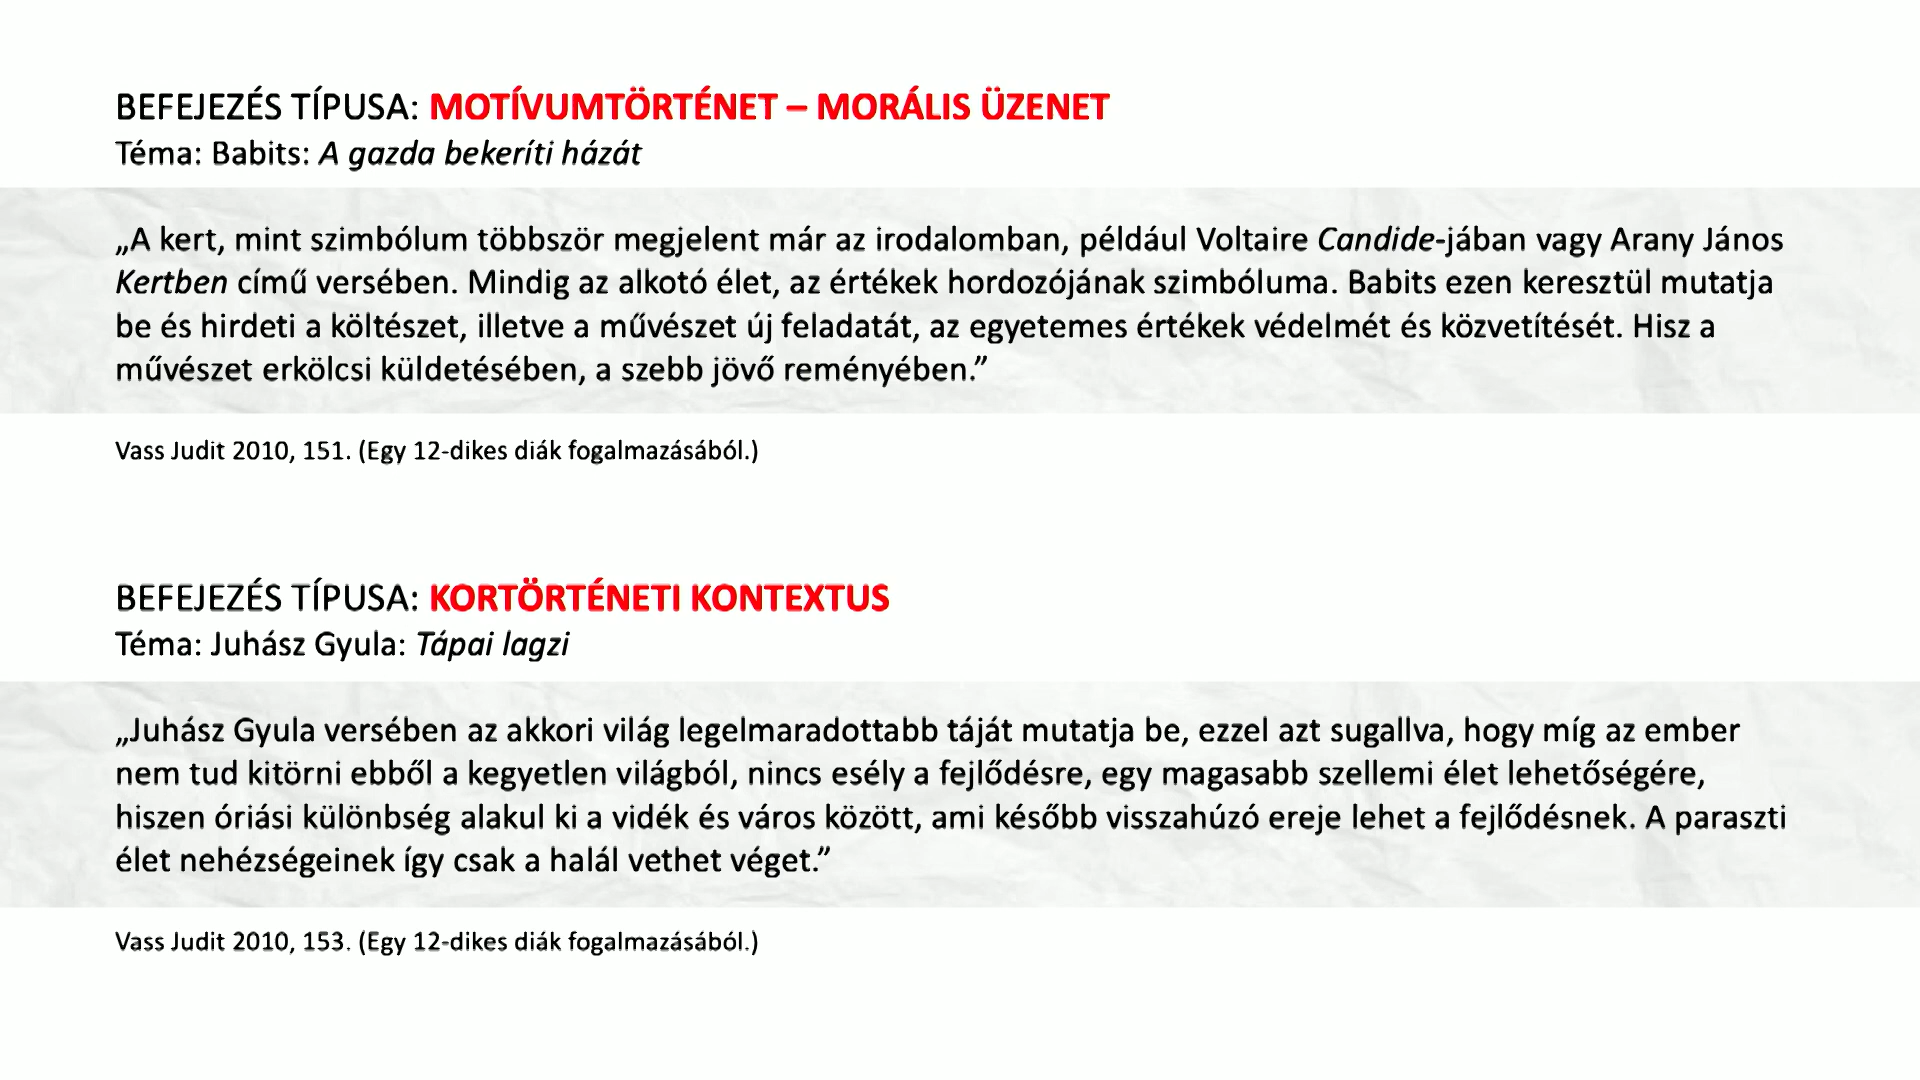 BEFEJEZÉS TÍPUSA: MOTÍVUMTÖRTÉNET – MORÁLIS ÜZENET
Téma: Babits: A gazda bekeríti házát
„A kert, mint szimbólum többször megjelent már az irodalomban, például Voltaire Candide-jában vagy Arany János
Kertben című versében. Mindig az alkotó élet, az értékek hordozójának szimbóluma. Babits ezen keresztül mutatja
be és hirdeti a költészet, illetve a művészet új feladatát, az egyetemes értékek védelmét és közvetítését. Hisz a
művészet erkölcsi küldetésében, a szebb jövő reményében.”
Vass Judit 2010, 151. (Egy 12-dikes diák fogalmazásából.)
BEFEJEZÉS TÍPUSA: KORTÖRTÉNETI KONTEXTUS
Téma: Juhász Gyula: Tápai lagzi
„Juhász Gyula versében az akkori világ legelmaradottabb táját mutatja be, ezzel azt sugallva, hogy míg az ember
nem tud kitörni ebből a kegyetlen világból, nincs esély a fejlődésre, egy magasabb szellemi élet lehetőségére,
hiszen óriási különbség alakul ki a vidék és város között, ami később visszahúzó ereje lehet a fejlődésnek. A paraszti
élet nehézségeinek így csak a halál vethet véget.”
Vass Judit 2010, 153. (Egy 12-dikes diák fogalmazásából.)